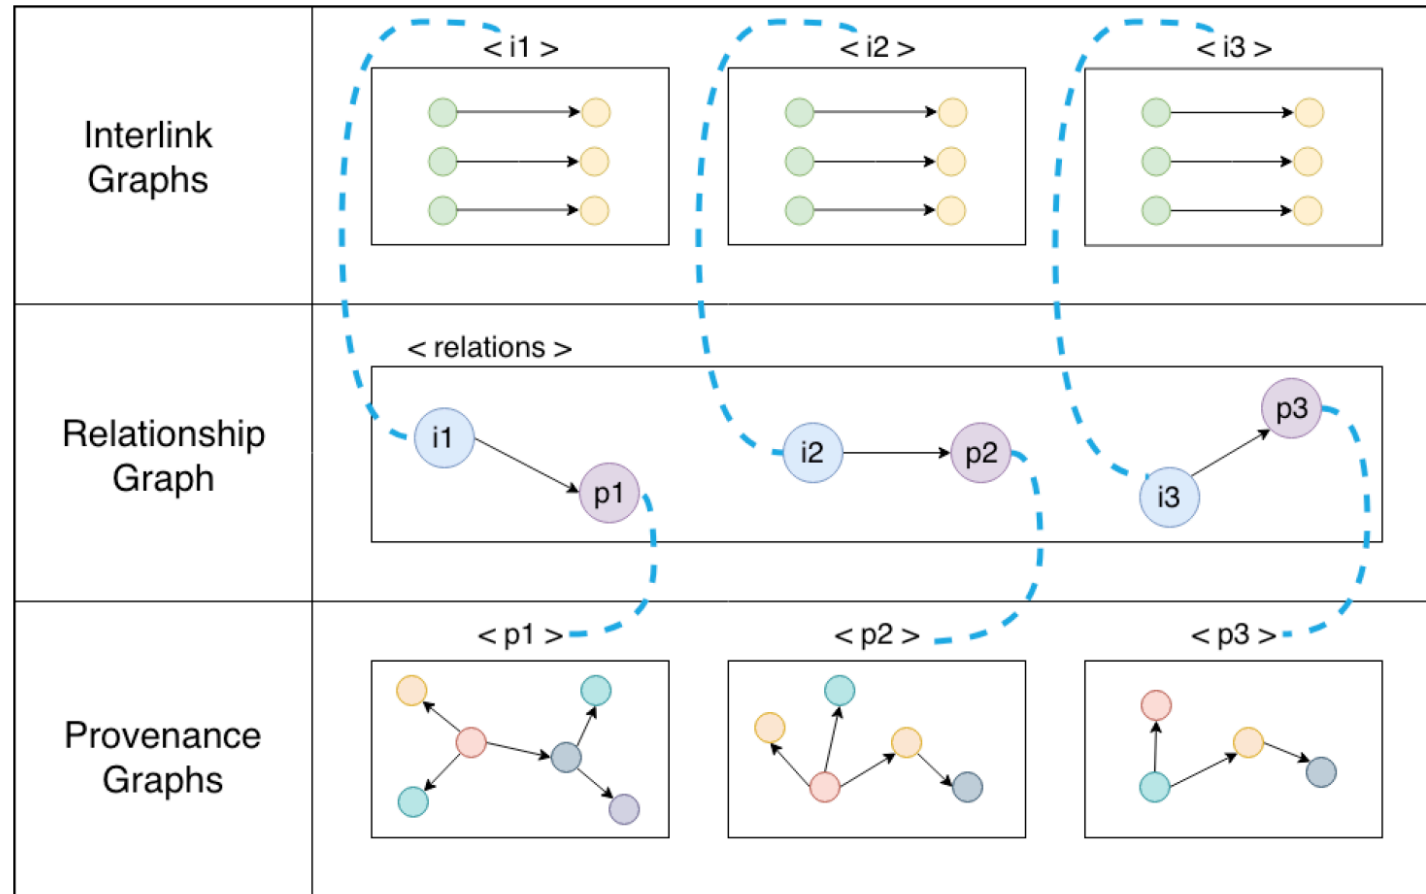 Interlink
Graphs
< i1 >
< i2 >
< i3 >
Relationship
Graph
< relations >
i1
p1
i2
p2
i3
p3
Provenance
Graphs
< p1 >
< p2 >
< p3 >